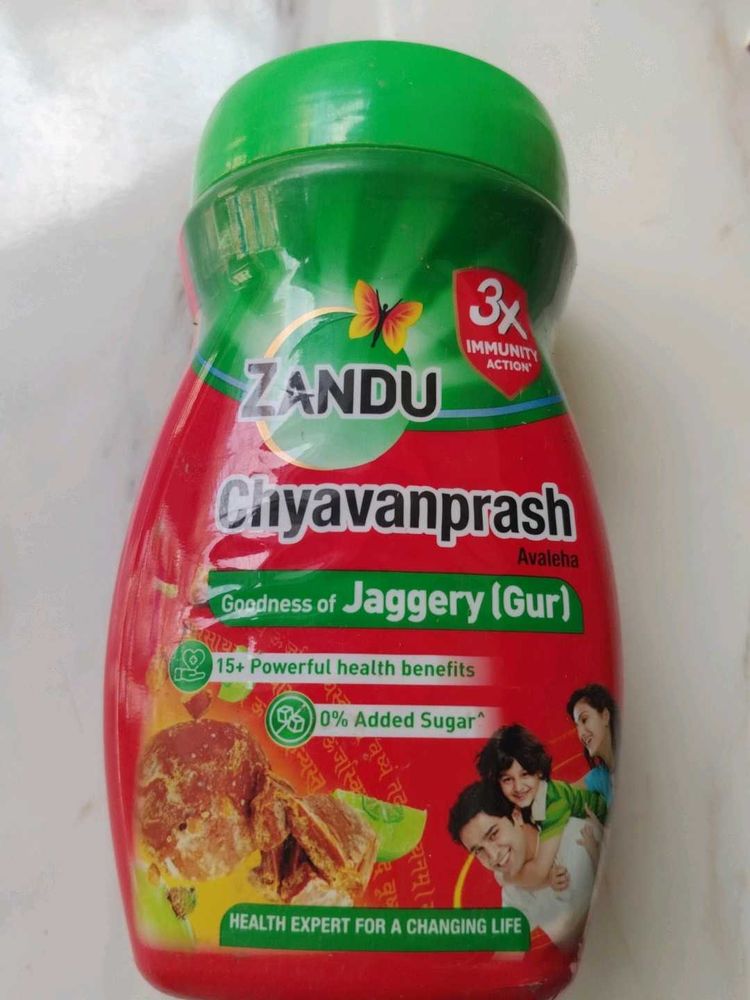 3x
IMMUNITY
ACTION*
ZANDU
Chyavanprash
Avaleha
Goodness of Jaggery (Gur)
15+ Powerful health benefits
0% Added Sugar^
HEALTH EXPERT FOR A CHANGING LIFE